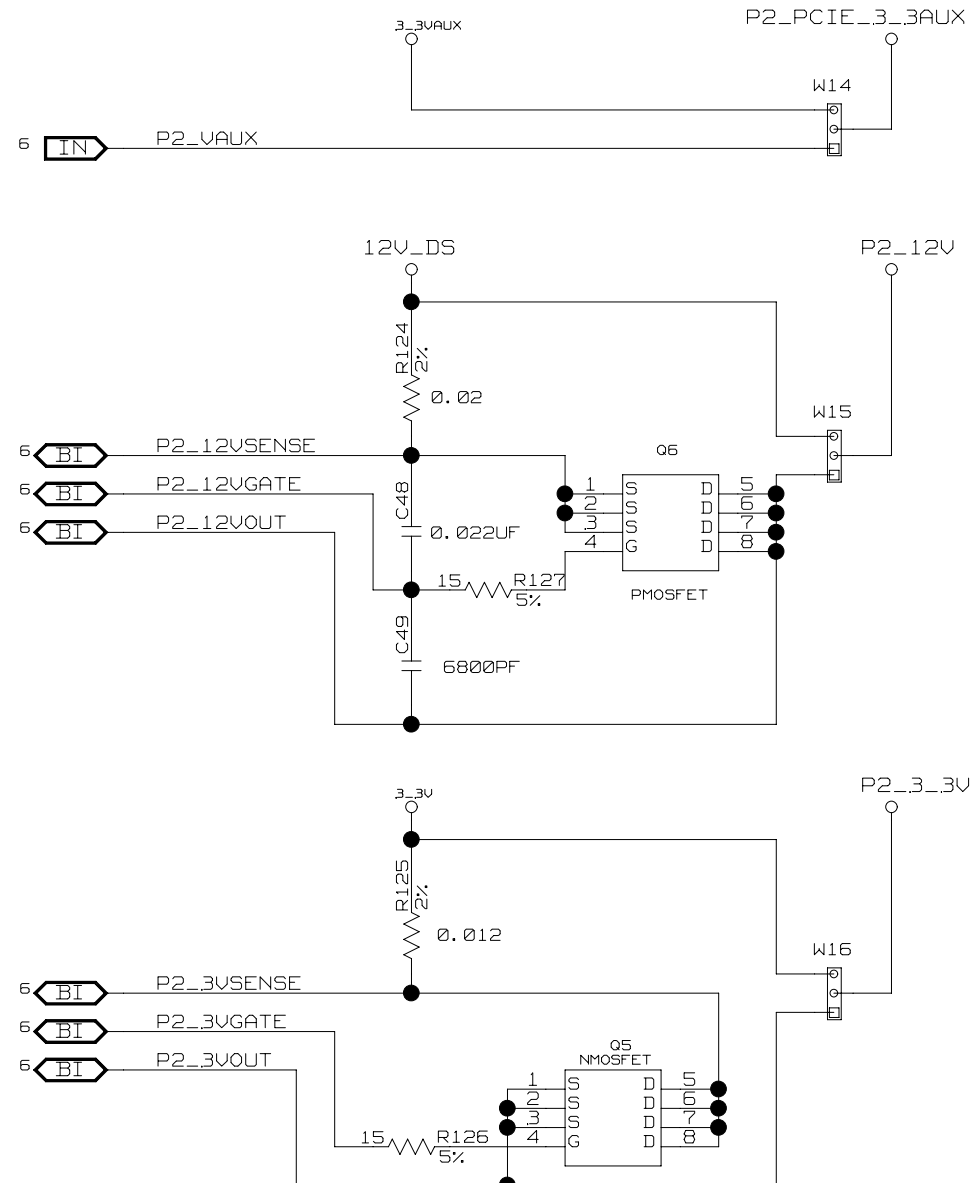 3_3VAUX
P2_PCIE_3_3AUX
W14
6 IN P2_VAUX
12V_DS
P2_12V
R124
2%
0.02
W15
6 BI P2_12VSENSE
Q6
6 BI P2_12VGATE
C48
1 S D 5
2 S D 6
6 BI P2_12VOUT
0.022UF
3 S D 7
4 G D 8
15 R127
5%
PMOSFET
C49
6800PF
3_3V
P2_3_3V
R125
2%
0.012
W16
6 BI P2_3VSENSE
6 BI P2_3VGATE
Q5
NMOSFET
6 BI P2_3VOUT
1 S D 5
2 S D 6
3 S D 7
15 R126 4 G D 8
5%